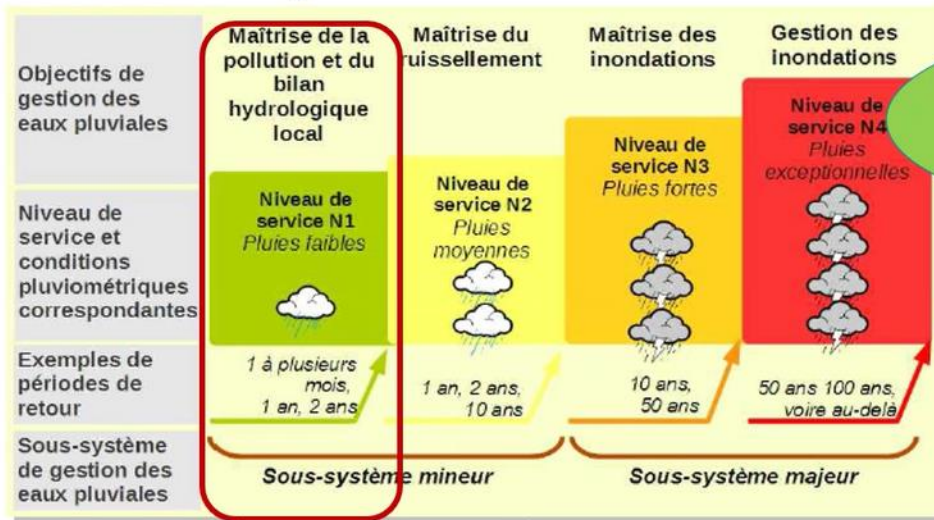 Objectifs de
gestion des
eaux pluviales
Maîtrise de la
pollution et du
bilan
hydrologique
local
Maîtrise du
ruissellement
Maîtrise des
inondations
Gestion des
inondations
Niveau de
service et
conditions
pluviométriques
correspondantes
Niveau de
service N1
Pluies faibles
Niveau de
service N2
Pluies
moyennes
Niveau de
service N3
Pluies fortes
Niveau de
service N4
Pluies
exceptionnelles
Exemples de
périodes de
retour
1 à plusieurs
mois,
1 an, 2 ans
1 an, 2 ans,
10 ans
10 ans,
50 ans
50 ans 100 ans,
voire au-delà
Sous-système
de gestion des
eaux pluviales
Sous-système mineur
Sous-système majeur